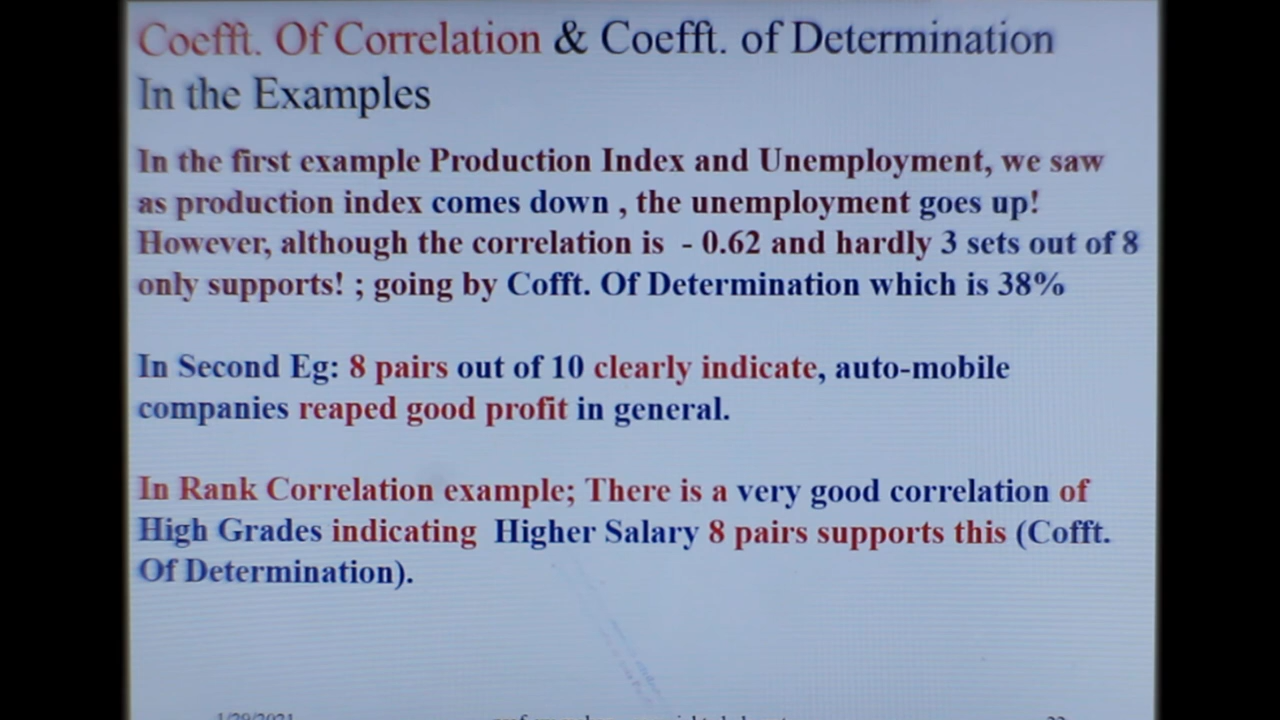 Coefft. Of Correlation & Coefft. of Determination
In the Examples
In the first example Production Index and Unemployment, we saw
as production index comes down , the unemployment goes up!
However, although the correlation is - 0.62 and hardly 3 sets out of 8
only supports! ; going by Cofft. Of Determination which is 38%
In Second Eg: 8 pairs out of 10 clearly indicate, auto-mobile
companies reaped good profit in general.
In Rank Correlation example; There is a very good correlation of
High Grades indicating Higher Salary 8 pairs supports this (Cofft.
Of Determination).
1/29/2021